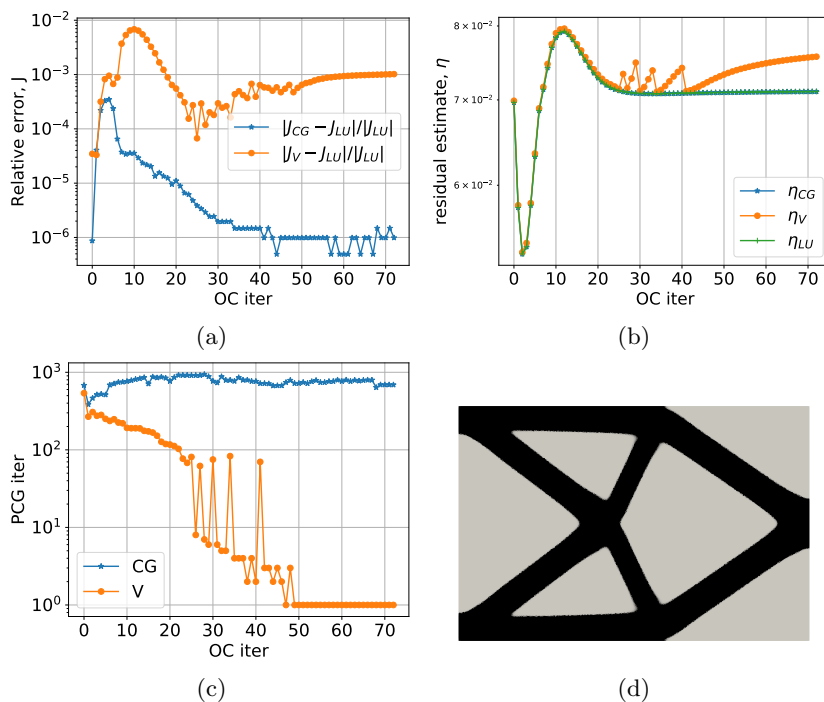 10⁻²
10⁻³
10⁻⁴
10⁻⁵
10⁻⁶
Relative error, J
|J_CG − J_LU|/|J_LU|
|J_V − J_LU|/|J_LU|
0 10 20 30 40 50 60 70
OC iter
(a)
8 × 10⁻²
7 × 10⁻²
6 × 10⁻²
residual estimate, η
η_CG
η_V
η_LU
0 10 20 30 40 50 60 70
OC iter
(b)
10³
10²
10¹
10⁰
PCG iter
CG
V
0 10 20 30 40 50 60 70
OC iter
(c)
(d)